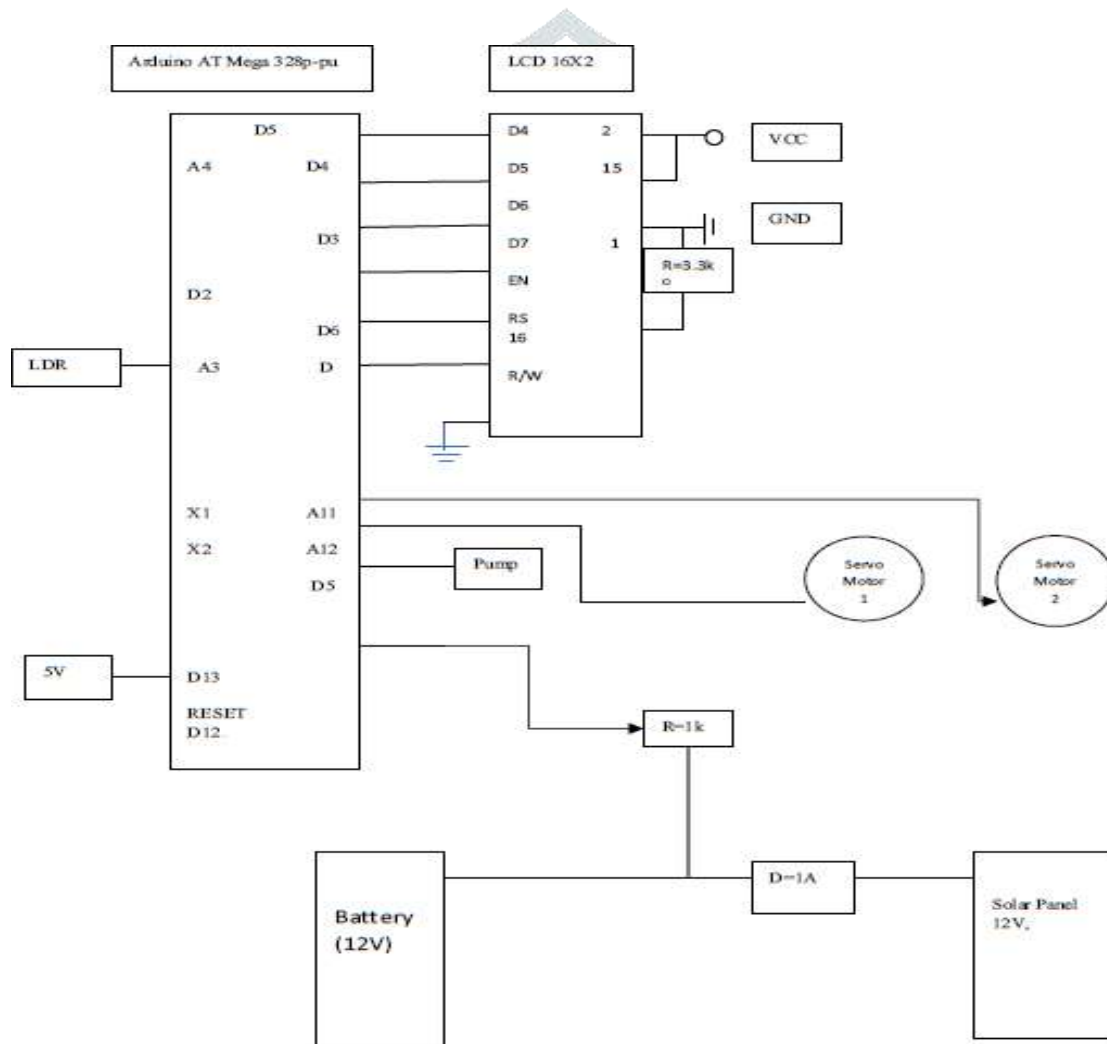 Arduino AT Mega 328p-pu
LCD 16X2
D5
A4
D4
D3
D2
D6
A3
D
X1
A11
X2
A12
D5
D13
RESET
D12
D4
2
D5
15
D6
D7
1
EN
RS
16
R/W
VCC
GND
R=3.3k
o
LDR
Pump
Servo
Motor
1
Servo
Motor
2
5V
R=1k
Battery
(12V)
D=1A
Solar Panel
12V,